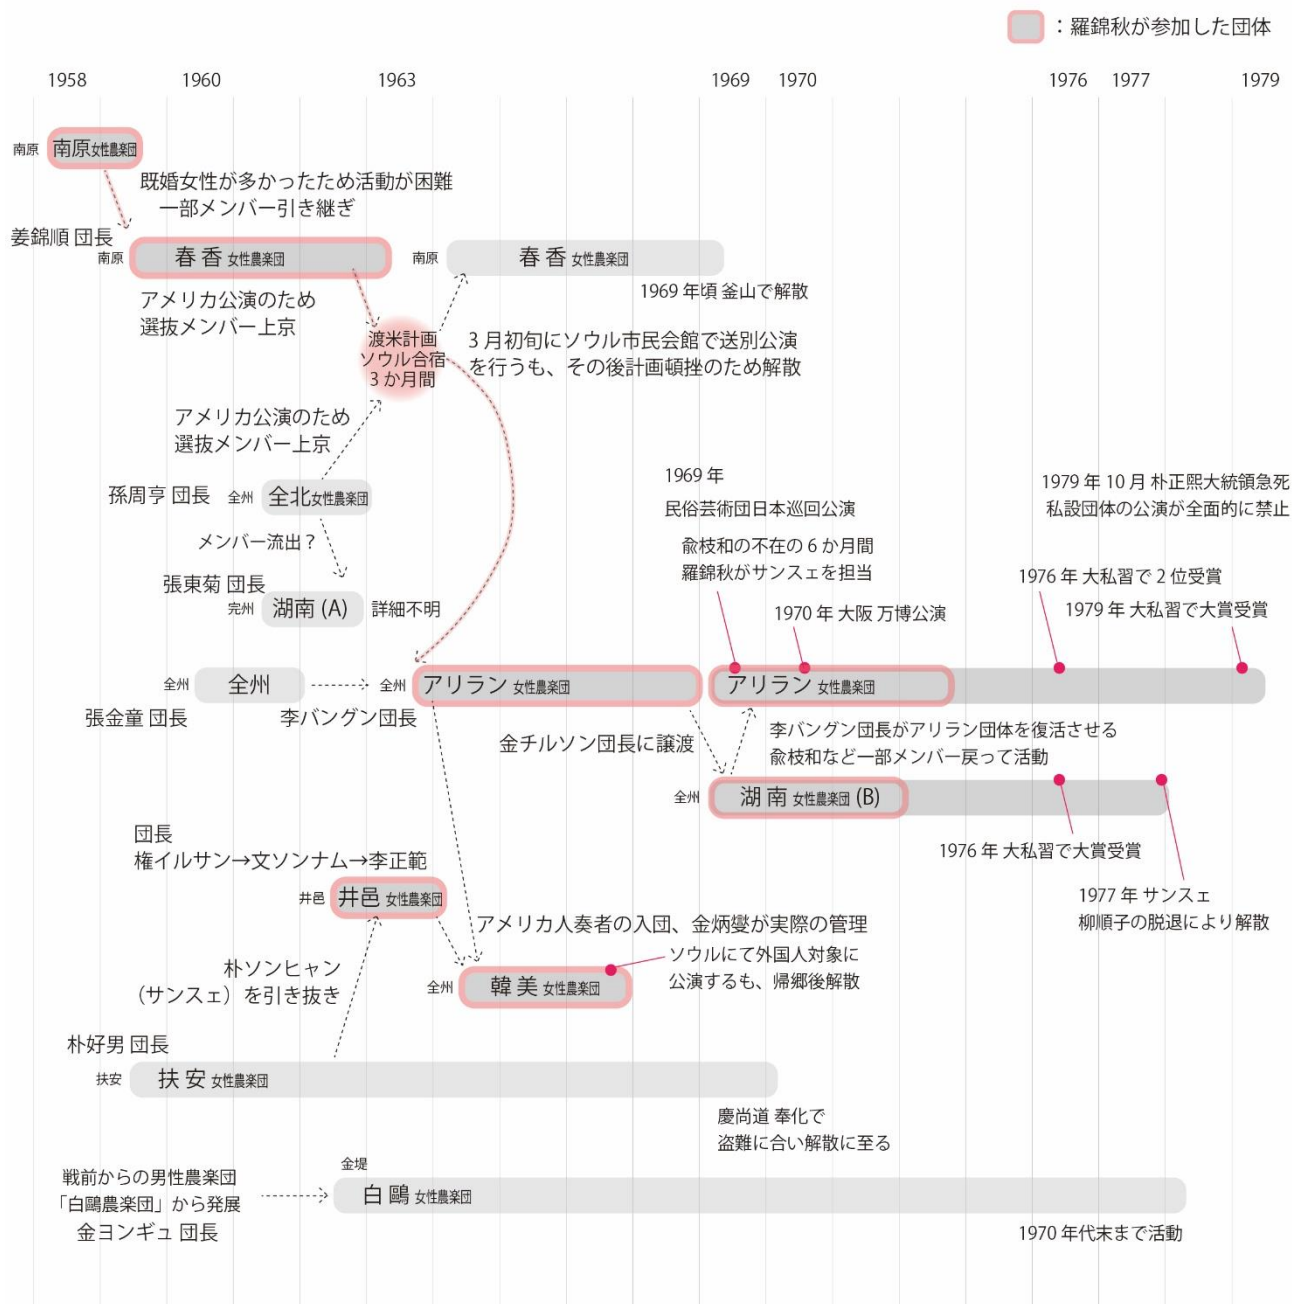 ：羅錦秋が参加した団体
1958 1960 1963 1969 1970 1976 1977 1979
南原 南原女性農楽団
既婚女性が多かったため活動が困難
一部メンバー引き継ぎ
姜錦順 団長
南原 春香 女性農楽団
南原 春香 女性農楽団
1969 年頃 釜山で解散
アメリカ公演のため
選抜メンバー上京
渡米計画
ソウル合宿
3 か月間
3 月初旬にソウル市民会館で送別公演
を行うも、その後計画頓挫のため解散
アメリカ公演のため
選抜メンバー上京
孫周亨 団長 全州 全北女性農楽団
メンバー流出？
張東菊 団長
完州 湖南 (A) 詳細不明
1969 年
民俗芸術団日本巡回公演
兪枝和の不在の 6 か月間
羅錦秋がサンスェを担当
1970 年 大阪 万博公演
1979 年 10 月 朴正熙大統領急死
私設団体の公演が全面的に禁止
1976 年 大私習で 2 位受賞
1979 年 大私習で大賞受賞
全州 全州
張金童 団長
全州 アリラン 女性農楽団
李バングン団長
アリラン 女性農楽団
金チルソン団長に譲渡
李バングン団長がアリラン団体を復活させる
兪枝和など一部メンバー戻って活動
全州 湖南 女性農楽団 (B)
1976 年 大私習で大賞受賞
1977 年 サンスェ
柳順子の脱退により解散
団長
権イルサン→文ソンナム→李正範
井邑 井邑 女性農楽団
アメリカ人奏者の入団、金炳燮が実際の管理
ソウルにて外国人対象に
公演するも、帰郷後解散
朴ソンヒャン
（サンスェ）を引き抜き
全州 韓美 女性農楽団
朴好男 団長
扶安 扶安 女性農楽団
慶尚道 奉化で
盗難に合い解散に至る
金堤
戦前からの男性農楽団
「白鷗農楽団」から発展
金ヨンギュ 団長
白鷗 女性農楽団
1970 年代末まで活動